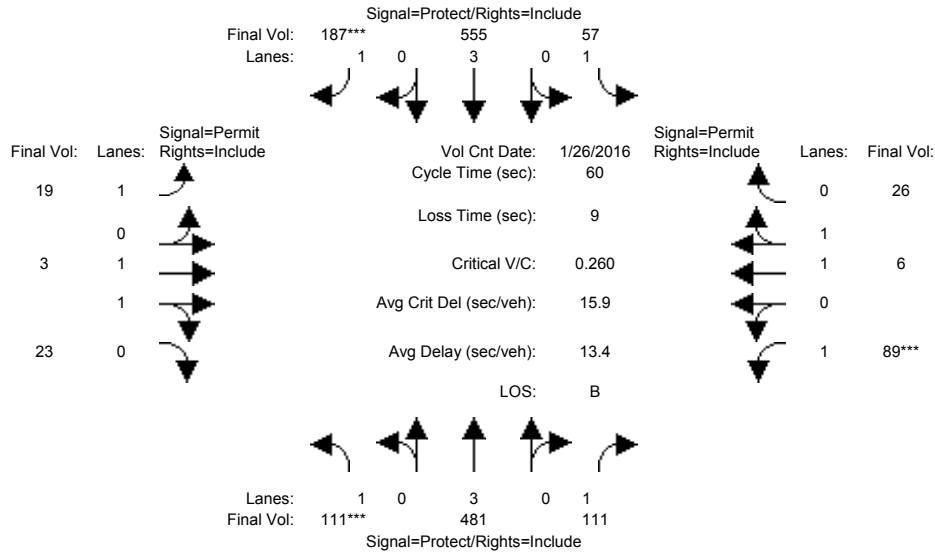 Signal=Protect/Rights=Include
Final Vol: 187*** 555 57
Lanes: 1 0 3 0 1
Signal=Permit Signal=Permit
Final Vol: Lanes: Rights=Include Vol Cnt Date: 1/26/2016 Rights=Include Lanes: Final Vol:
Cycle Time (sec): 60
19 1 0 26
Loss Time (sec): 9
0 1
3 1 Critical V/C: 0.260 1 6
1 Avg Crit Del (sec/veh): 15.9 0
23 0 Avg Delay (sec/veh): 13.4 1 89***
LOS: B
Lanes: 1 0 3 0 1
Final Vol: 111*** 481 111
Signal=Protect/Rights=Include